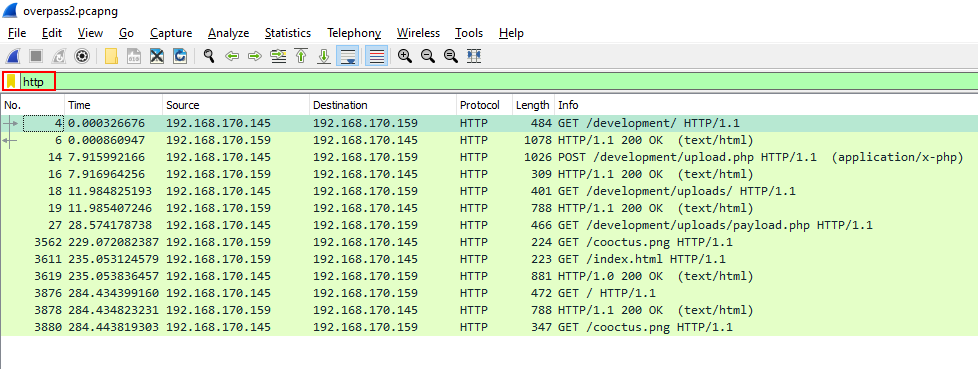 overpass2.pcapng
File Edit View Go Capture Analyze Statistics Telephony Wireless Tools Help
http
No. Time Source Destination Protocol Length Info
4 0.000326676 192.168.170.145 192.168.170.159 HTTP 484 GET /development/ HTTP/1.1
6 0.000860947 192.168.170.159 192.168.170.145 HTTP 1078 HTTP/1.1 200 OK (text/html)
14 7.915992166 192.168.170.145 192.168.170.159 HTTP 1026 POST /development/upload.php HTTP/1.1 (application/x-php)
16 7.916964256 192.168.170.159 192.168.170.145 HTTP 309 HTTP/1.1 200 OK (text/html)
18 11.984825193 192.168.170.145 192.168.170.159 HTTP 401 GET /development/uploads/ HTTP/1.1
19 11.985407246 192.168.170.159 192.168.170.145 HTTP 788 HTTP/1.1 200 OK (text/html)
27 28.574178738 192.168.170.145 192.168.170.159 HTTP 466 GET /development/uploads/payload.php HTTP/1.1
3562 229.072082387 192.168.170.145 192.168.170.159 HTTP 224 GET /cooctus.png HTTP/1.1
3611 235.053124579 192.168.170.145 192.168.170.159 HTTP 223 GET /index.html HTTP/1.1
3619 235.053836457 192.168.170.159 192.168.170.145 HTTP 881 HTTP/1.0 200 OK (text/html)
3876 284.434399160 192.168.170.145 192.168.170.159 HTTP 472 GET / HTTP/1.1
3878 284.434823231 192.168.170.159 192.168.170.145 HTTP 788 HTTP/1.1 200 OK (text/html)
3880 284.443819303 192.168.170.145 192.168.170.159 HTTP 347 GET /cooctus.png HTTP/1.1